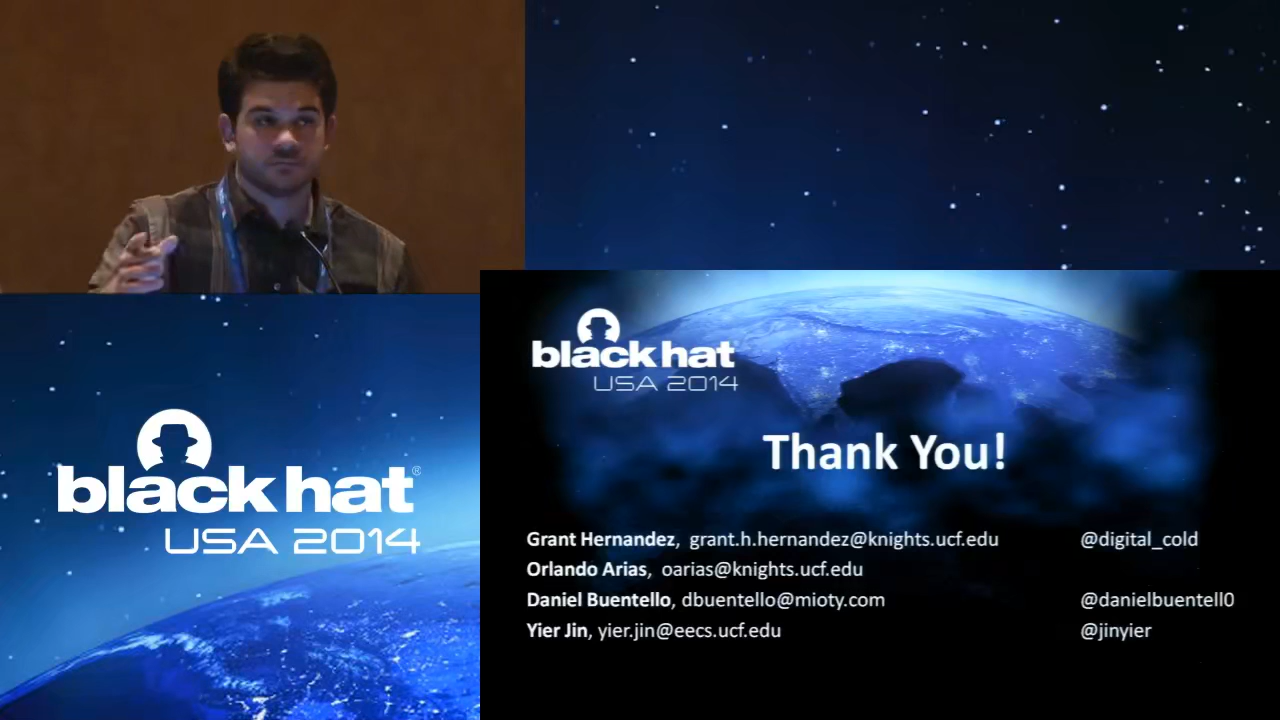 black hat®
USA 2014
black hat
USA 2014
Thank You!
Grant Hernandez, grant.h.hernandez@knights.ucf.edu @digital_cold
Orlando Arias, oarias@knights.ucf.edu
Daniel Buentello, dbuentello@mioty.com @danielbuentell0
Yier Jin, yier.jin@eecs.ucf.edu @jinyier